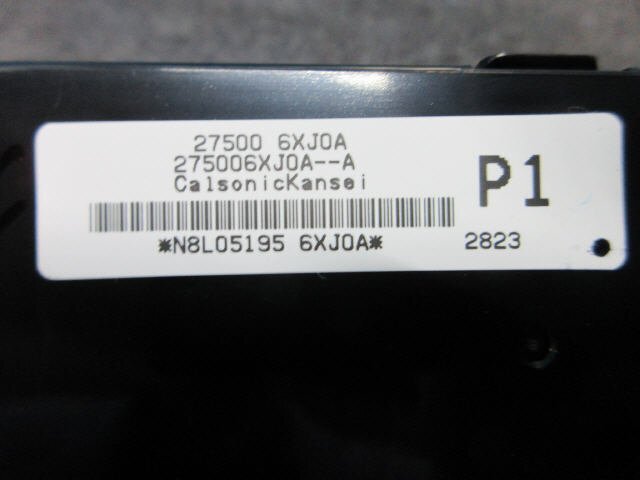 27500 6XJ0A
275006XJ0A--A
CalsonicKansei
P1
*N8L05195 6XJ0A*
2823